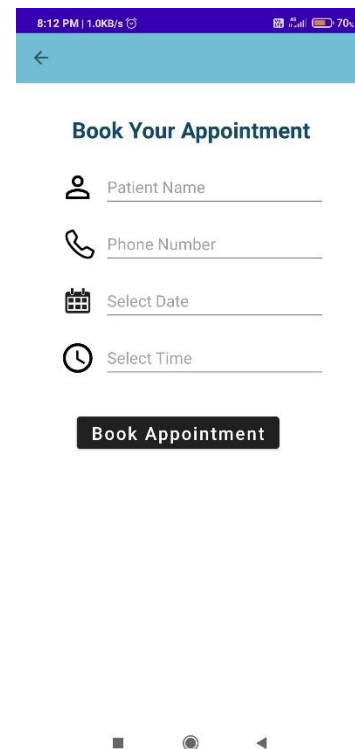 8:12 PM | 1.0KB/s 70%
Book Your Appointment
Patient Name
Phone Number
Select Date
Select Time
Book Appointment